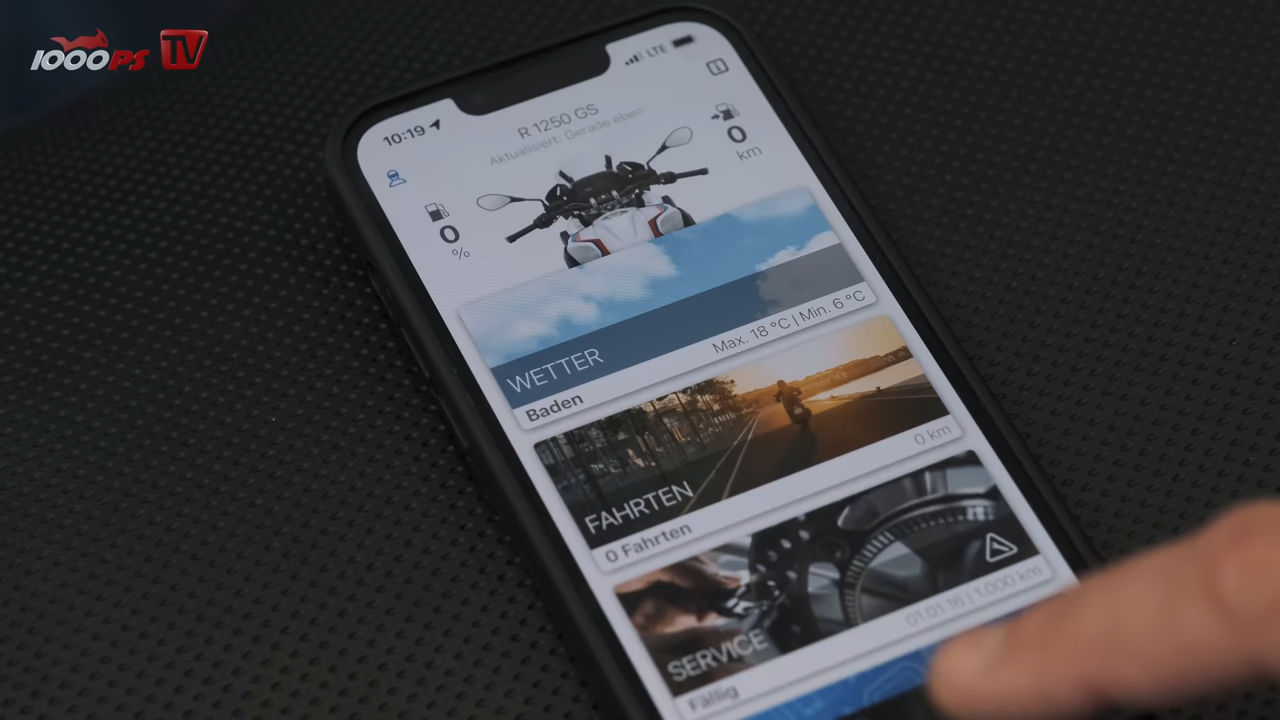 1000PS TV
10:19
LTE
R 1250 GS
Aktualisiert: Gerade eben
0
%
0
km
WETTER
Max. 18 °C | Min. 6 °C
Baden
FAHRTEN
0 km
0 Fahrten
SERVICE
01.01.16 | 1.000 km
Fällig